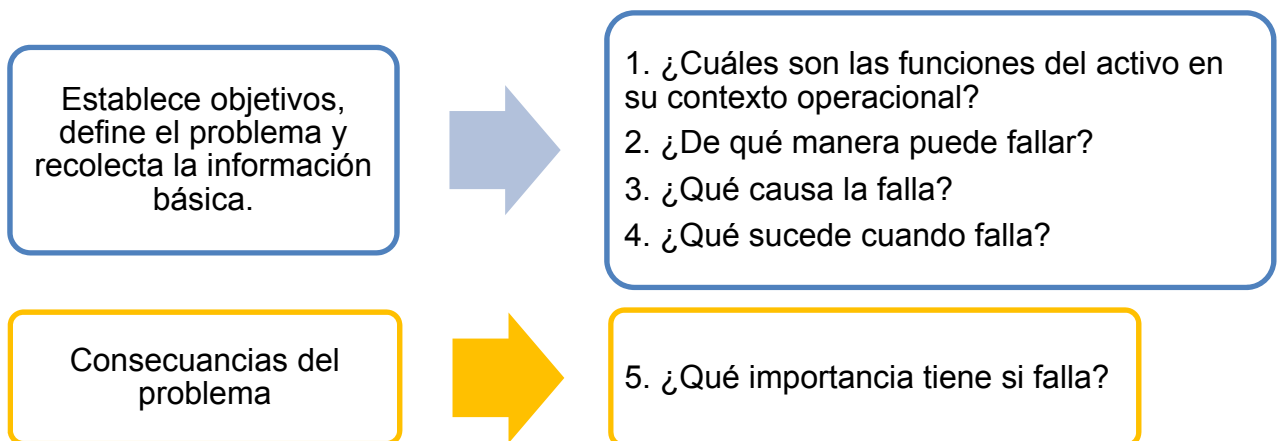 Establece objetivos,
define el problema y
recolecta la información
básica.
1. ¿Cuáles son las funciones del activo en
su contexto operacional?
2. ¿De qué manera puede fallar?
3. ¿Qué causa la falla?
4. ¿Qué sucede cuando falla?
Consecuancias del
problema
5. ¿Qué importancia tiene si falla?